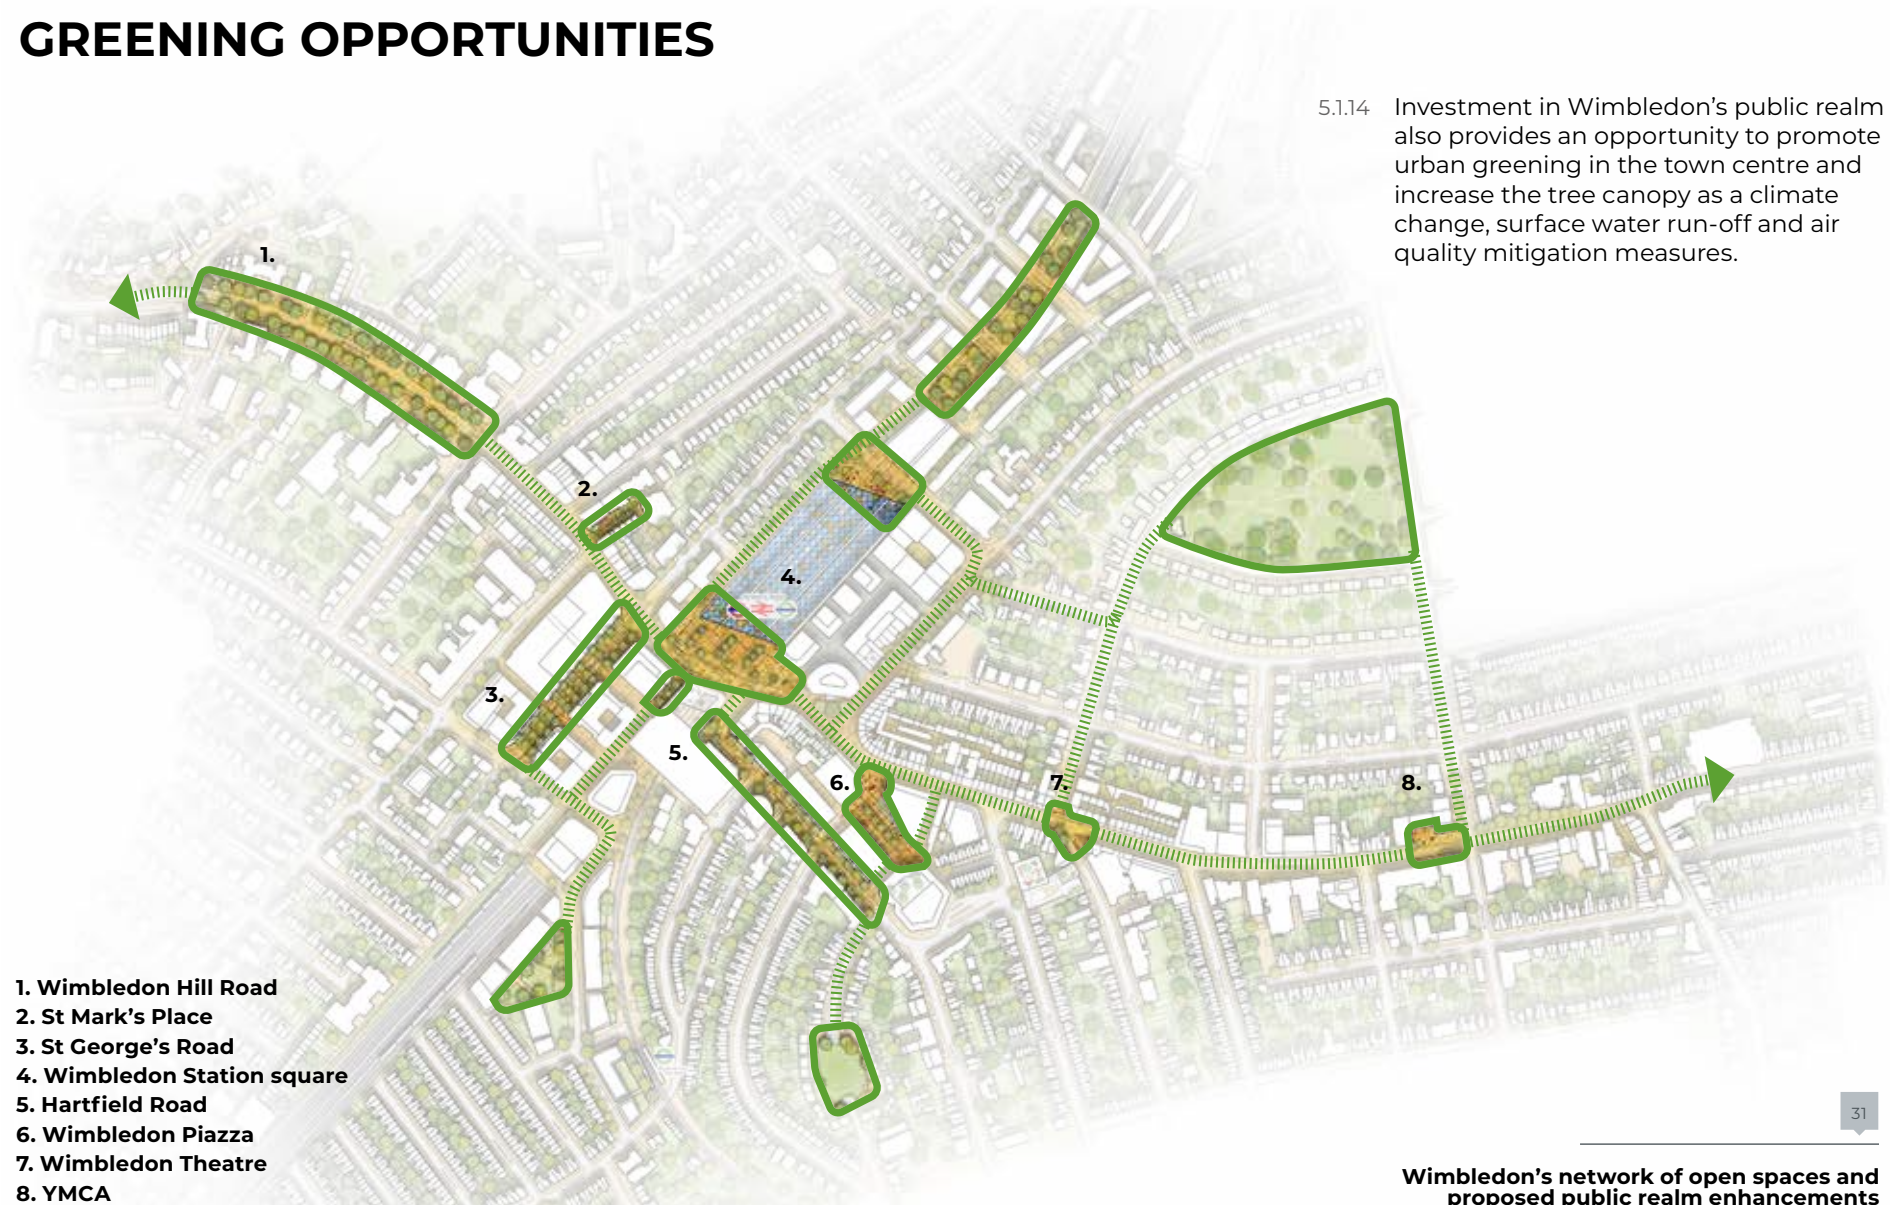 GREENING OPPORTUNITIES
5.1.14 Investment in Wimbledon’s public realm
also provides an opportunity to promote
urban greening in the town centre and
increase the tree canopy as a climate
change, surface water run-off and air
quality mitigation measures.
1.
2.
3.
4.
5.
6.
7.
8.
1. Wimbledon Hill Road
2. St Mark’s Place
3. St George’s Road
4. Wimbledon Station square
5. Hartfield Road
6. Wimbledon Piazza
7. Wimbledon Theatre
8. YMCA
31
Wimbledon’s network of open spaces and
proposed public realm enhancements